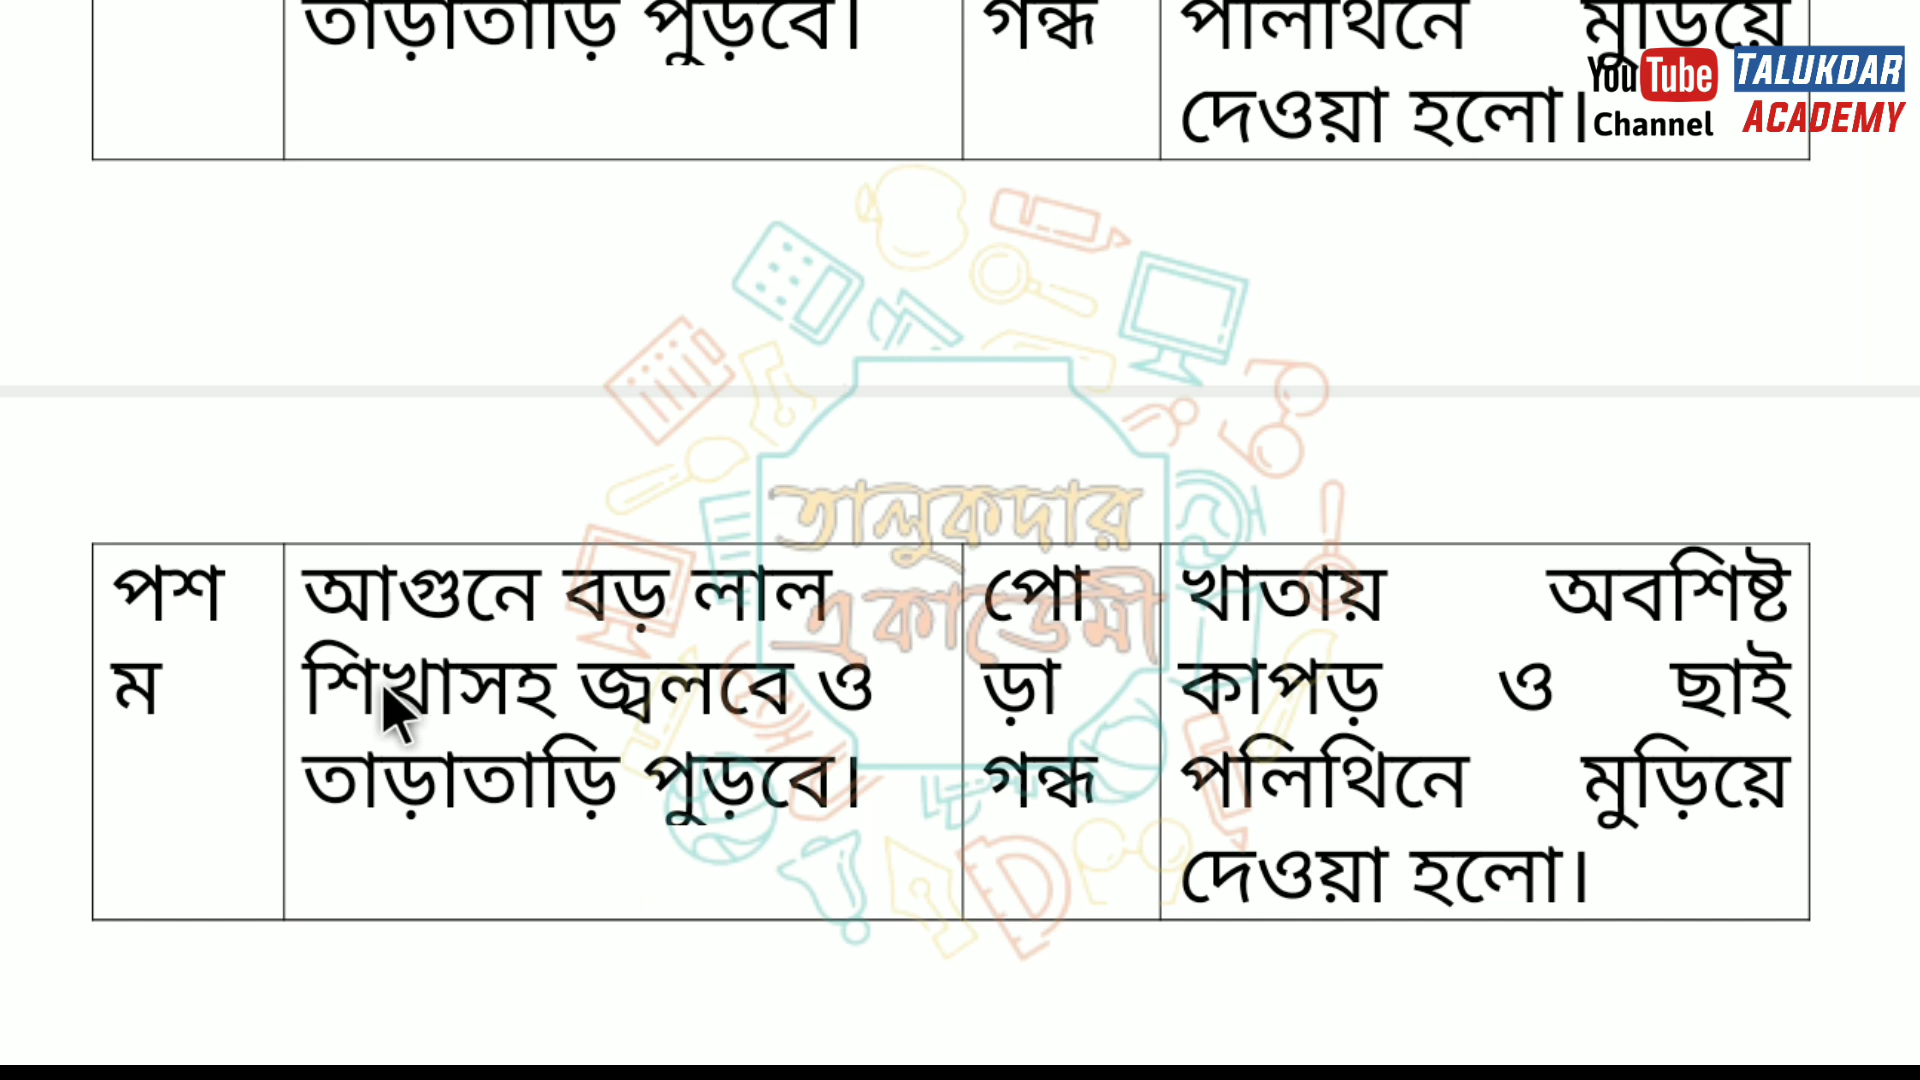 তাড়াতাড়ি পুড়বে।
গন্ধ
পলিথিনে মুড়িয়ে
দেওয়া হলো।
YouTube
Channel
TALUKDAR
ACADEMY
তালুকদার
একাডেমী
পশ
ম
আগুনে বড় লাল
শিখাসহ জ্বলবে ও
তাড়াতাড়ি পুড়বে।
পো
ড়া
গন্ধ
খাতায় অবশিষ্ট
কাপড় ও ছাই
পলিথিনে মুড়িয়ে
দেওয়া হলো।